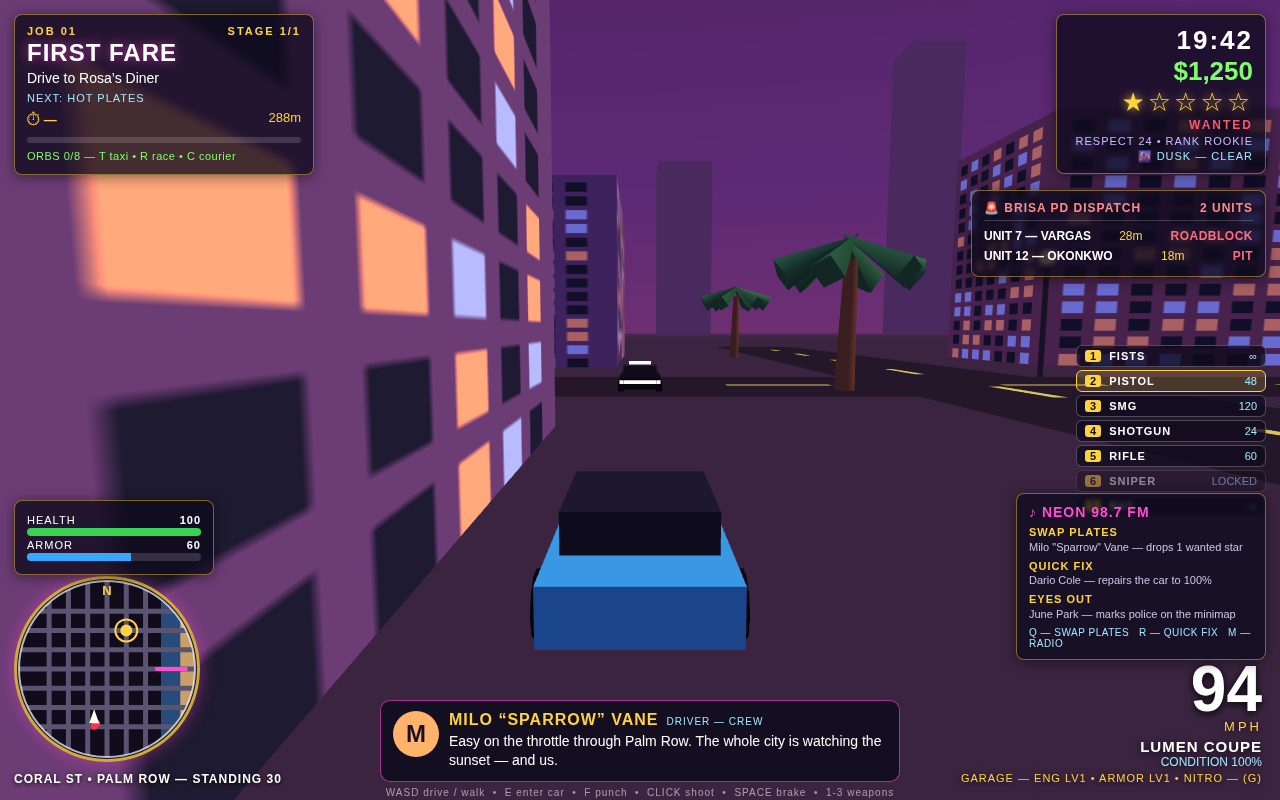 JOB 01 STAGE 1/1
FIRST FARE
Drive to Rosa's Diner
NEXT: HOT PLATES
⏱ — 288m
ORBS 0/8 — T taxi • R race • C courier
19:42
$1,250
★☆☆☆☆
WANTED
RESPECT 24 • RANK ROOKIE
🌆 DUSK — CLEAR
🚨 BRISA PD DISPATCH 2 UNITS
UNIT 7 — VARGAS 28m ROADBLOCK
UNIT 12 — OKONKWO 18m PIT
1 FISTS ∞
2 PISTOL 48
3 SMG 120
4 SHOTGUN 24
5 RIFLE 60
6 SNIPER LOCKED
♪ NEON 98.7 FM
SWAP PLATES
Milo "Sparrow" Vane — drops 1 wanted star
QUICK FIX
Dario Cole — repairs the car to 100%
EYES OUT
June Park — marks police on the minimap
Q — SWAP PLATES R — QUICK FIX M —
RADIO
HEALTH 100
ARMOR 60
N
CORAL ST • PALM ROW — STANDING 30
M
MILO “SPARROW” VANE DRIVER — CREW
Easy on the throttle through Palm Row. The whole city is watching the
sunset — and us.
WASD drive / walk • E enter car • F punch • CLICK shoot • SPACE brake • 1-3 weapons
94
MPH
LUMEN COUPE
CONDITION 100%
GARAGE — ENG LV1 • ARMOR LV1 • NITRO — (G)